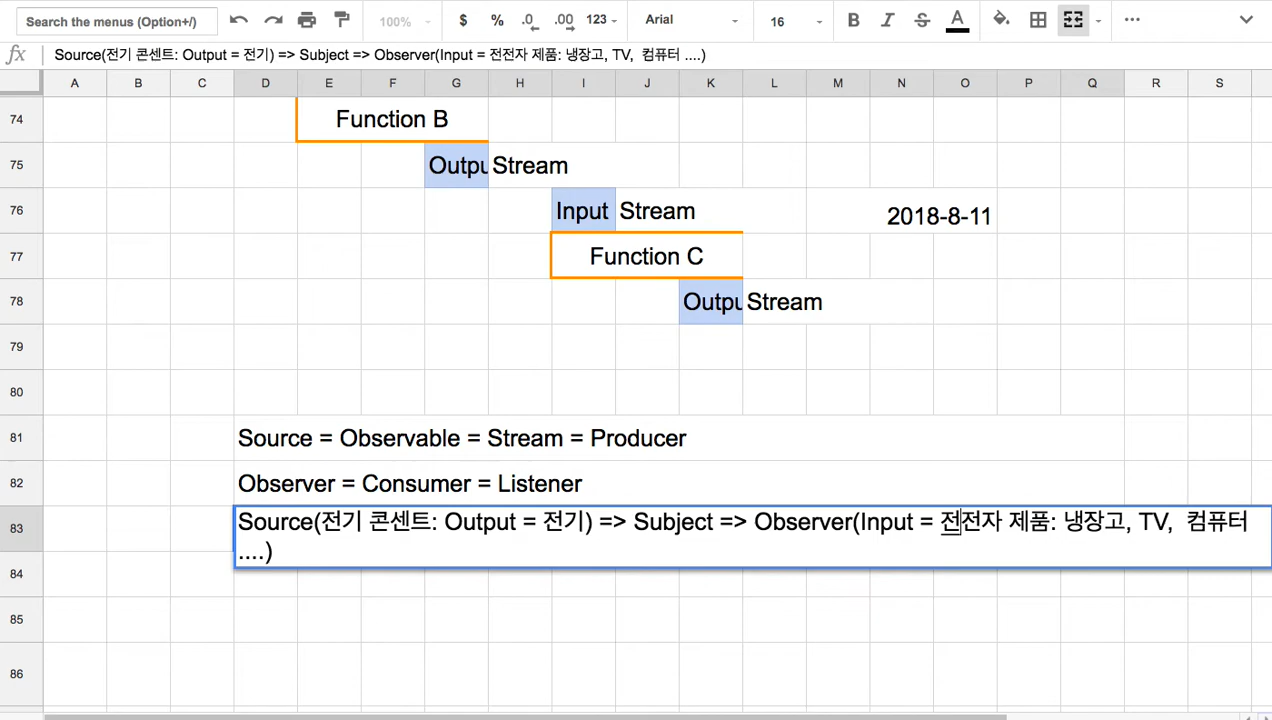 Search the menus (Option+/) 100% $ % .0 .00 123 Arial 16 B I S A
fx Source(전기 콘센트: Output = 전기) => Subject => Observer(Input = 전전자 제품: 냉장고, TV, 컴퓨터 ....)
A B C D E F G H I J K L M N O P Q R S
74 Function B
75 Outpu Stream
76 Input Stream 2018-8-11
77 Function C
78 Outpu Stream
79
80
81 Source = Observable = Stream = Producer
82 Observer = Consumer = Listener
83 Source(전기 콘센트: Output = 전기) => Subject => Observer(Input = 전전자 제품: 냉장고, TV, 컴퓨터
....)
84
85
86